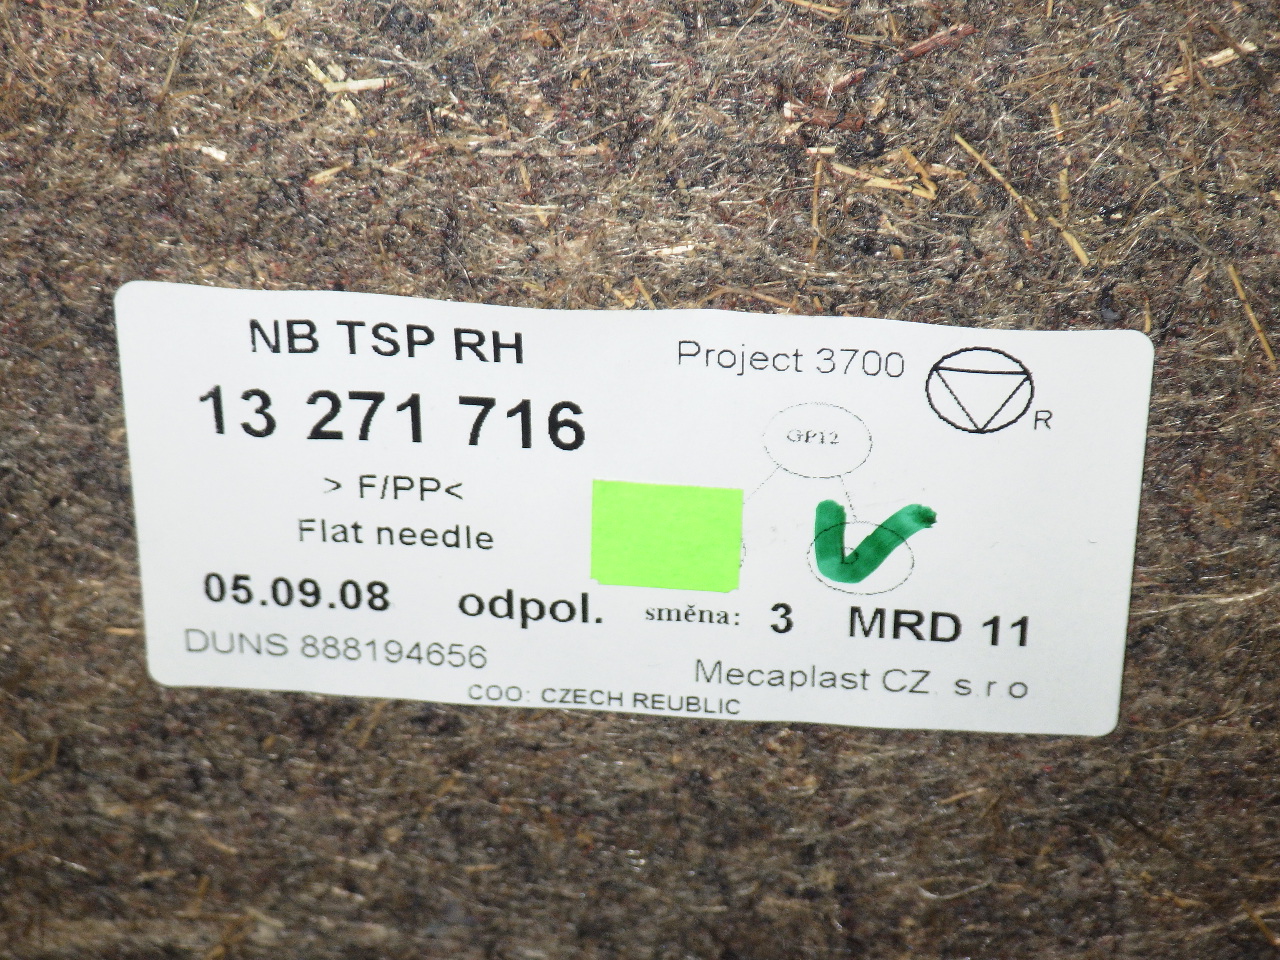 NB TSP RH
Project 3700
R
13 271 716
GP12
> F/PP<
Flat needle
05.09.08 odpol. směna: 3 MRD 11
DUNS 888194656
Mecaplast CZ. s.r o
COO: CZECH REUBLIC